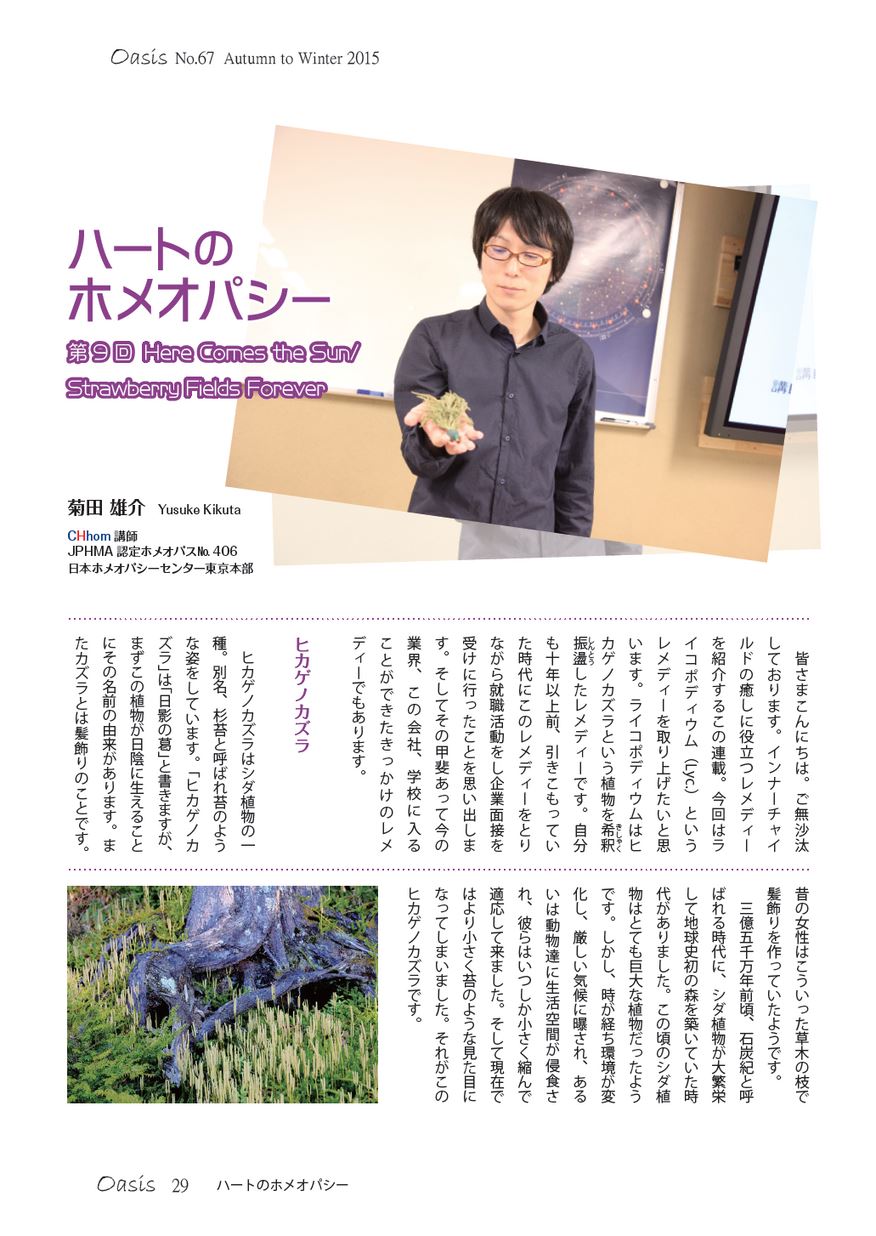 Oasis No.67 Autumn to Winter 2015
ハートの
ホメオパシー
第9回 Here Comes the Sun/
Strawberry Fields Forever
菊田 雄介 Yusuke Kikuta
CHhom 講師
JPHMA 認定ホメオパス№406
日本ホメオパシーセンター東京本部
皆さまこんにちは。ご無沙汰
しております。インナーチャイ
ルドの癒しに役立つレメディー
を紹介するこの連載。今回はラ
イコポディウム（Lyc.）という
レメディーを取り上げたいと思
います。ライコポディウムはヒ
カゲノカズラという植物を希釈きしゃく
振盪しんとうしたレメディーです。自分
も十年以上前、引きこもってい
た時代にこのレメディーをとり
ながら就職活動をし企業面接を
受けに行ったことを思い出しま
す。そしてその甲斐あって今の
業界、この会社、学校に入る
ことができたきっかけのレメ
ディーでもあります。
ヒカゲノカズラ
ヒカゲノカズラはシダ植物の一
種。別名、杉苔と呼ばれ苔のよう
な姿をしています。「ヒカゲノカ
ズラ」は「日影の葛」と書きますが、
まずこの植物が日陰に生えること
にその名前の由来があります。ま
たカズラとは髪飾りのことです。
昔の女性はこういった草木の枝で
髪飾りを作っていたようです。
三億五千万年前頃、石炭紀と呼
ばれる時代に、シダ植物が大繁栄
して地球史初の森を築いていた時
代がありました。この頃のシダ植
物はとても巨大な植物だったよう
です。しかし、時が経ち環境が変
化し、厳しい気候に曝され、ある
いは動物達に生活空間が侵食さ
れ、彼らはいつしか小さく縮んで
適応して来ました。そして現在で
はより小さく苔のような見た目に
なってしまいました。それがこの
ヒカゲノカズラです。
Oasis 29 ハートのホメオパシー